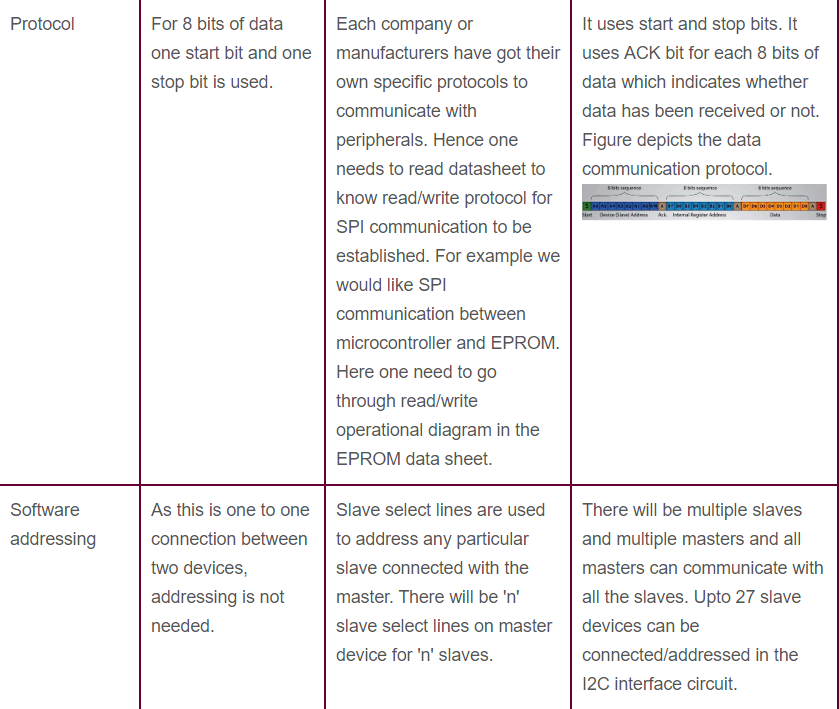 Protocol
For 8 bits of data
one start bit and one
stop bit is used.
Each company or
manufacturers have got their
own specific protocols to
communicate with
peripherals. Hence one
needs to read datasheet to
know read/write protocol for
SPI communication to be
established. For example we
would like SPI
communication between
microcontroller and EPROM.
Here one need to go
through read/write
operational diagram in the
EPROM data sheet.
It uses start and stop bits. It
uses ACK bit for each 8 bits of
data which indicates whether
data has been received or not.
Figure depicts the data
communication protocol.
8 bits sequence 8 bits sequence 8 bits sequence
Start Device (Slave) Address Ack. Internal Register Address Data Stop
Software
addressing
As this is one to one
connection between
two devices,
addressing is not
needed.
Slave select lines are used
to address any particular
slave connected with the
master. There will be 'n'
slave select lines on master
device for 'n' slaves.
There will be multiple slaves
and multiple masters and all
masters can communicate with
all the slaves. Upto 27 slave
devices can be
connected/addressed in the
I2C interface circuit.